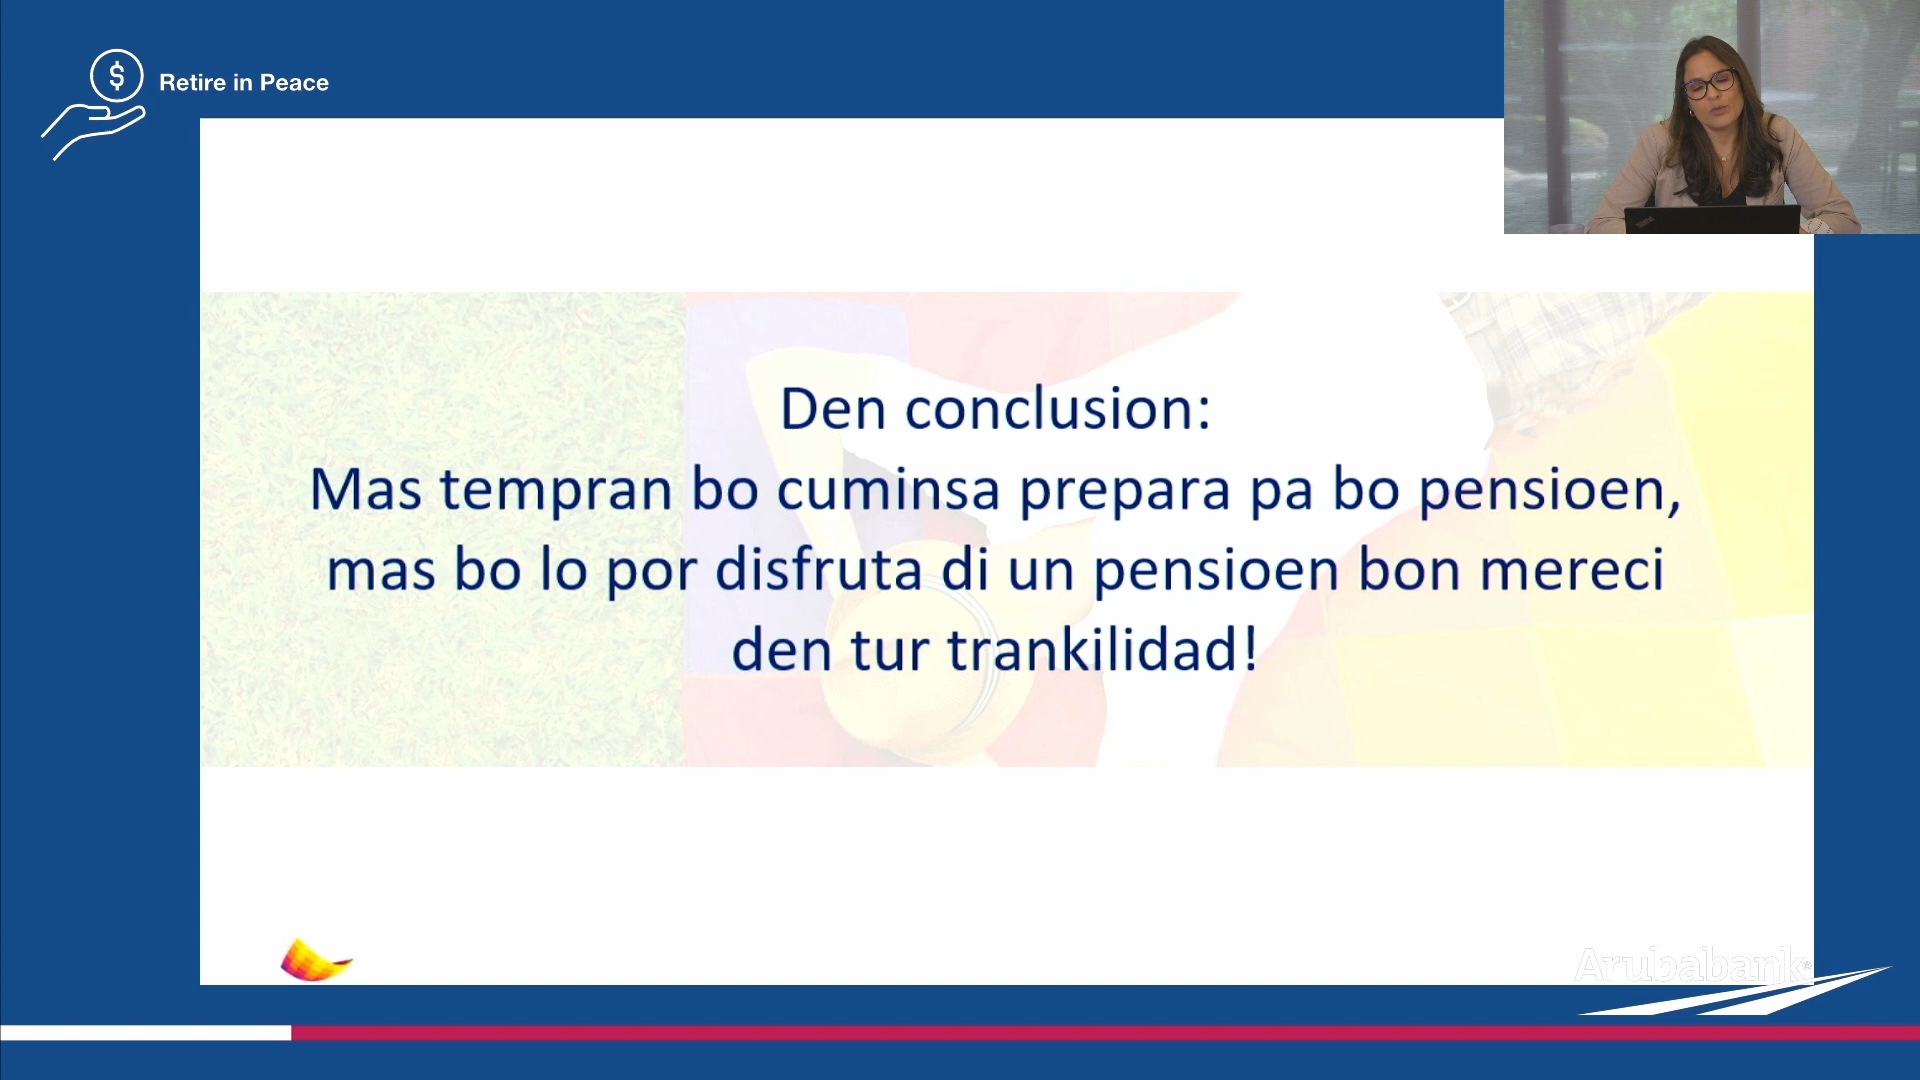 Retire in Peace
Den conclusion:
Mas tempran bo cuminsa prepara pa bo pensioen,
mas bo lo por disfruta di un pensioen bon mereci
den tur trankilidad!
Arubabank